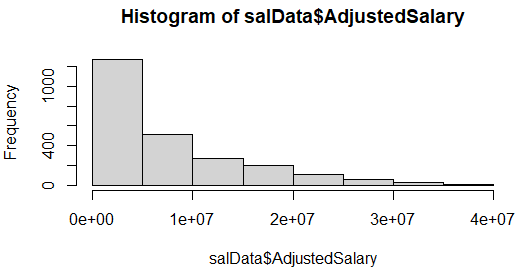 Histogram of salData$AdjustedSalary
Frequency
1000
400
0
0e+00 1e+07 2e+07 3e+07 4e+07
salData$AdjustedSalary